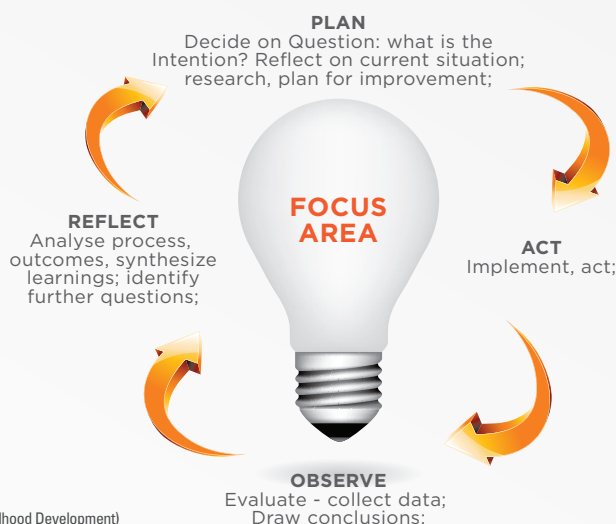 PLAN
Decide on Question: what is the
Intention? Reflect on current situation;
research, plan for improvement;
FOCUS
AREA
ACT
Implement, act;
OBSERVE
Evaluate - collect data;
Draw conclusions;
REFLECT
Analyse process,
outcomes, synthesize
learnings; identify
further questions;
Development)